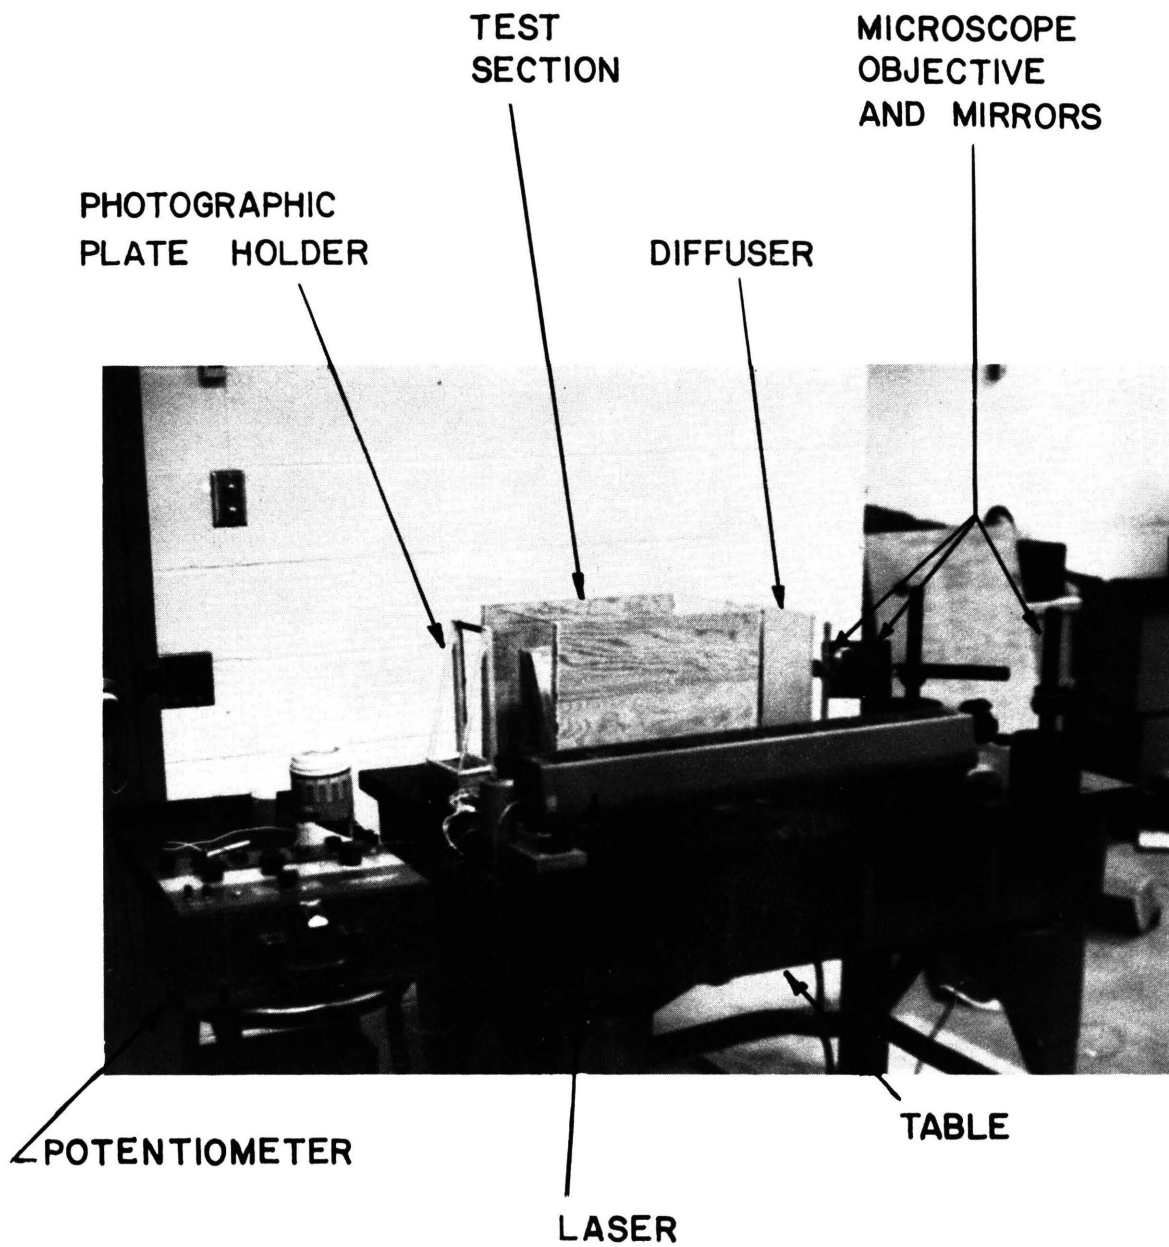 TEST
SECTION
MICROSCOPE
OBJECTIVE
AND MIRRORS
PHOTOGRAPHIC
PLATE HOLDER
DIFFUSER
POTENTIOMETER
TABLE
LASER